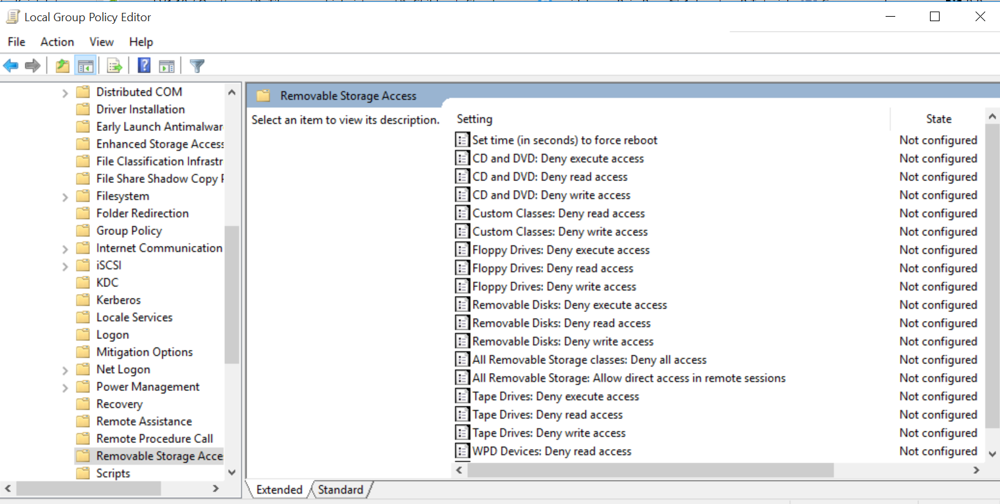 Local Group Policy Editor
File Action View Help
Distributed COM
Driver Installation
Early Launch Antimalwar
Enhanced Storage Access
File Classification Infrastr
File Share Shadow Copy
Filesystem
Folder Redirection
Group Policy
Internet Communication
iSCSI
KDC
Kerberos
Locale Services
Logon
Mitigation Options
Net Logon
Power Management
Recovery
Remote Assistance
Remote Procedure Call
Removable Storage Acce
Scripts
Removable Storage Access
Select an item to view its description.
Setting State
Set time (in seconds) to force reboot Not configured
CD and DVD: Deny execute access Not configured
CD and DVD: Deny read access Not configured
CD and DVD: Deny write access Not configured
Custom Classes: Deny read access Not configured
Custom Classes: Deny write access Not configured
Floppy Drives: Deny execute access Not configured
Floppy Drives: Deny read access Not configured
Floppy Drives: Deny write access Not configured
Removable Disks: Deny execute access Not configured
Removable Disks: Deny read access Not configured
Removable Disks: Deny write access Not configured
All Removable Storage classes: Deny all access Not configured
All Removable Storage: Allow direct access in remote sessions Not configured
Tape Drives: Deny execute access Not configured
Tape Drives: Deny read access Not configured
Tape Drives: Deny write access Not configured
WPD Devices: Deny read access Not configured
Extended Standard